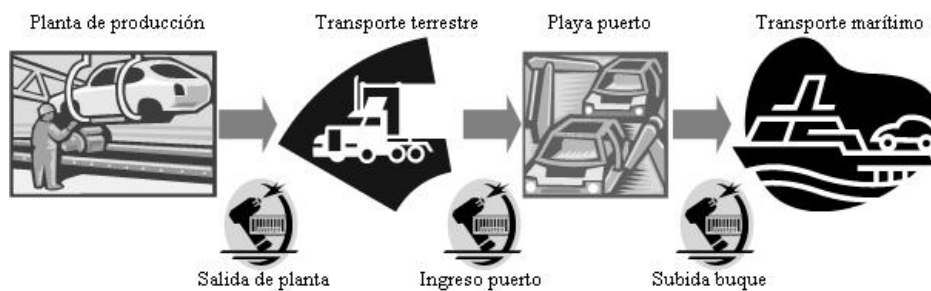 Planta de producción
Transporte terrestre
Playa puerto
Transporte marítimo
Salida de planta
Ingreso puerto
Subida buque